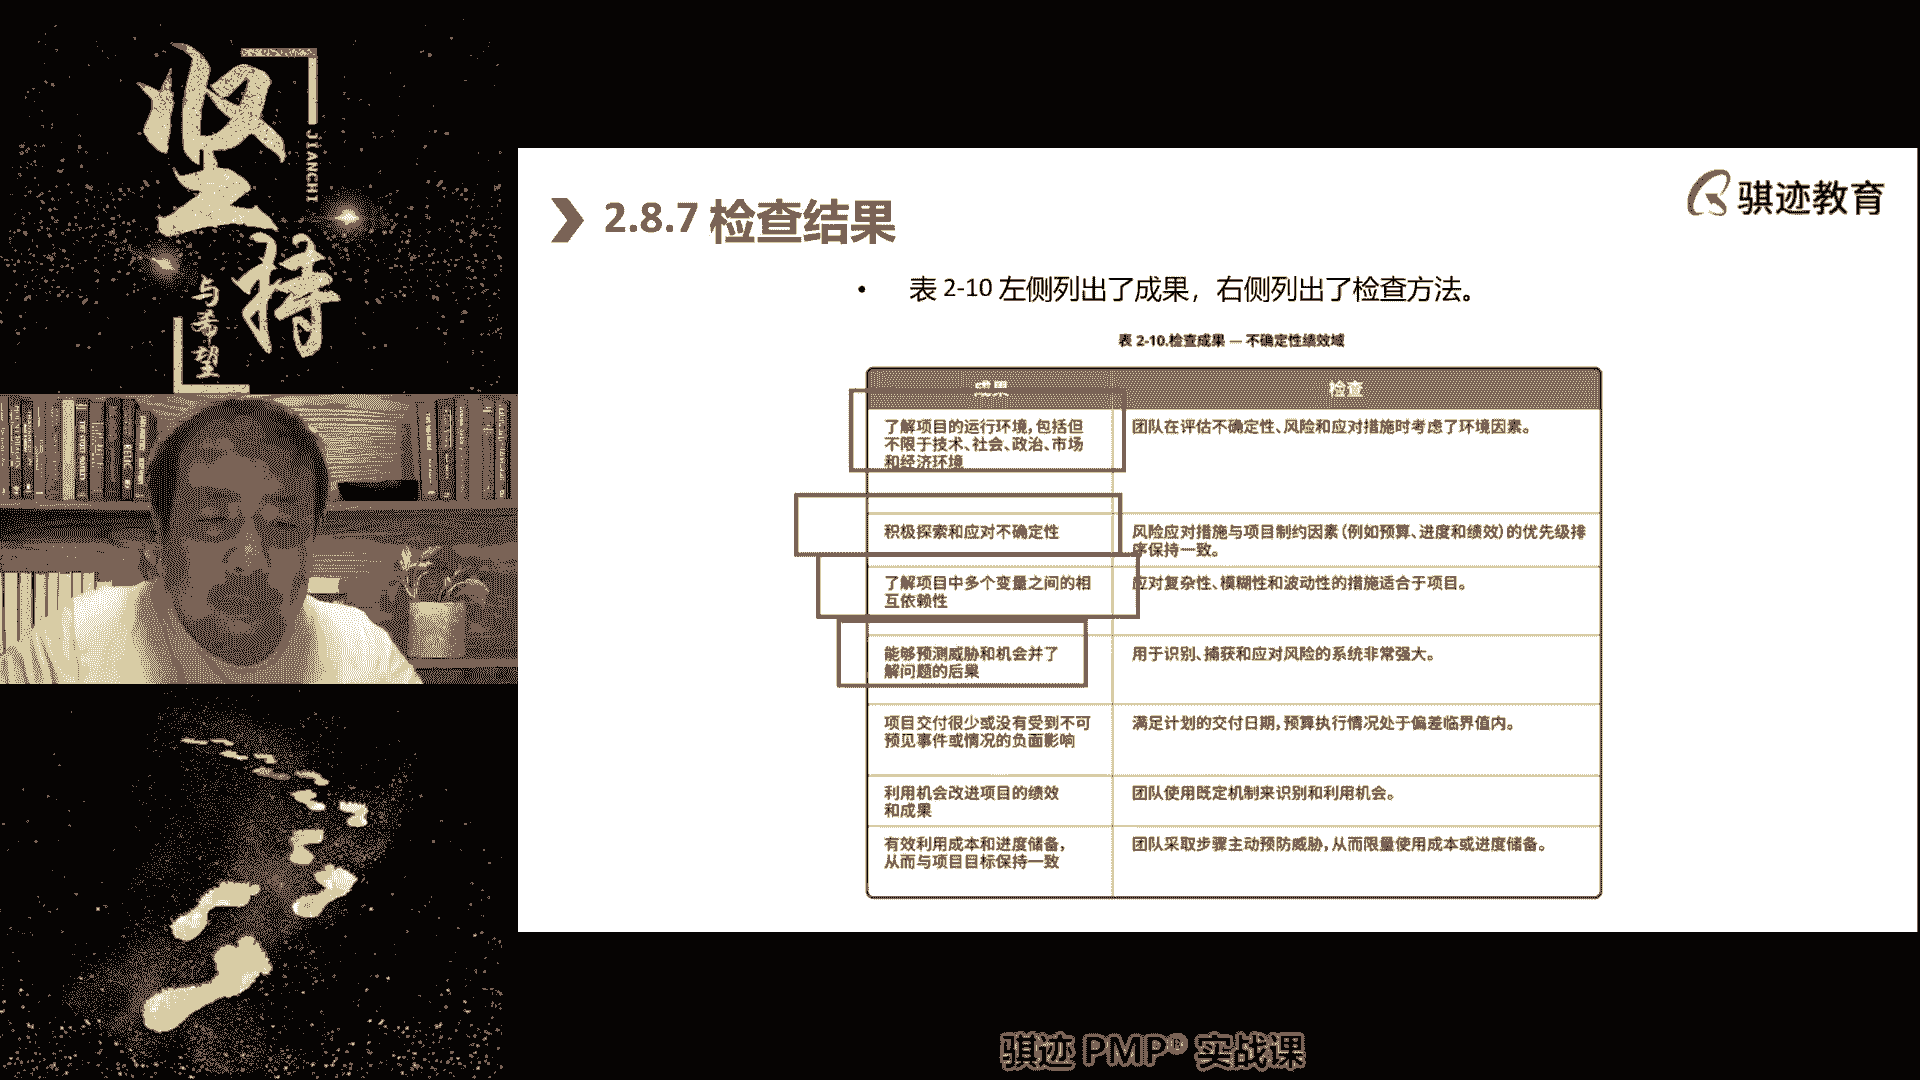 坚持
JIANCHI
与希望
骐迹教育
2.8.7 检查结果
• 表 2-10 左侧列出了成果，右侧列出了检查方法。
表 2-10.检查成果 — 不确定性绩效域
成果
检查
了解项目的运行环境，包括但
不限于技术、社会、政治、市场
和经济环境
团队在评估不确定性、风险和应对措施时考虑了环境因素。
积极探索和应对不确定性
风险应对措施与项目制约因素（例如预算、进度和绩效）的优先级排
序保持一致。
了解项目中多个变量之间的相
互依赖性
应对复杂性、模糊性和波动性的措施适合于项目。
能够预测威胁和机会并了
解问题的后果
用于识别、捕获和应对风险的系统非常强大。
项目交付很少或没有受到不可
预见事件或情况的负面影响
满足计划的交付日期，预算执行情况处于偏差临界值内。
利用机会改进项目的绩效
和成果
团队使用既定机制来识别和利用机会。
有效利用成本和进度储备，
从而与项目目标保持一致
团队采取步骤主动预防威胁，从而限量使用成本或进度储备。
骐迹 PMP® 实战课